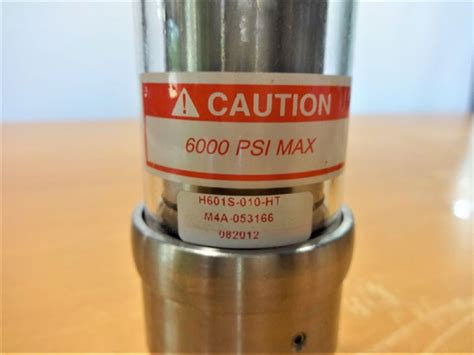 CAUTION
6000 PSI MAX
H601S-010-HT
M4A-053166
082012